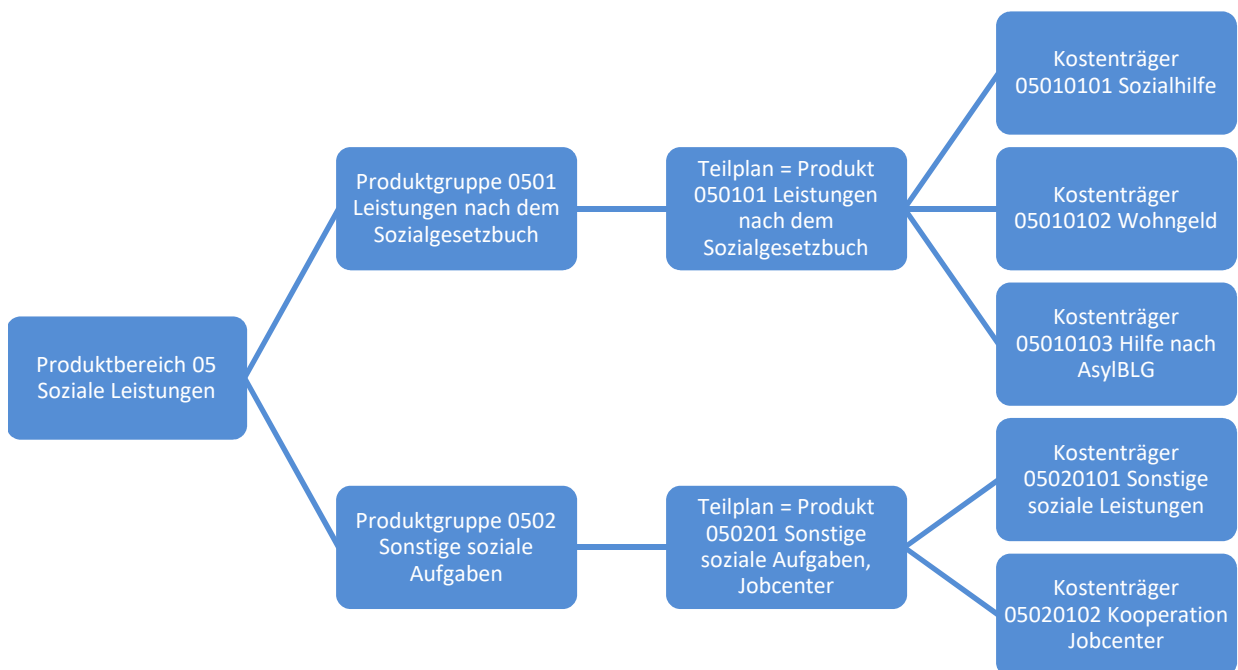 Produktbereich 05
Soziale Leistungen
Produktgruppe 0501
Leistungen nach dem
Sozialgesetzbuch
Teilplan = Produkt
050101 Leistungen
nach dem
Sozialgesetzbuch
Kostenträger
05010101 Sozialhilfe
Kostenträger
05010102 Wohngeld
Kostenträger
05010103 Hilfe nach
AsylBLG
Produktgruppe 0502
Sonstige soziale
Aufgaben
Teilplan = Produkt
050201 Sonstige
soziale Aufgaben,
Jobcenter
Kostenträger
05020101 Sonstige
soziale Leistungen
Kostenträger
05020102 Kooperation
Jobcenter